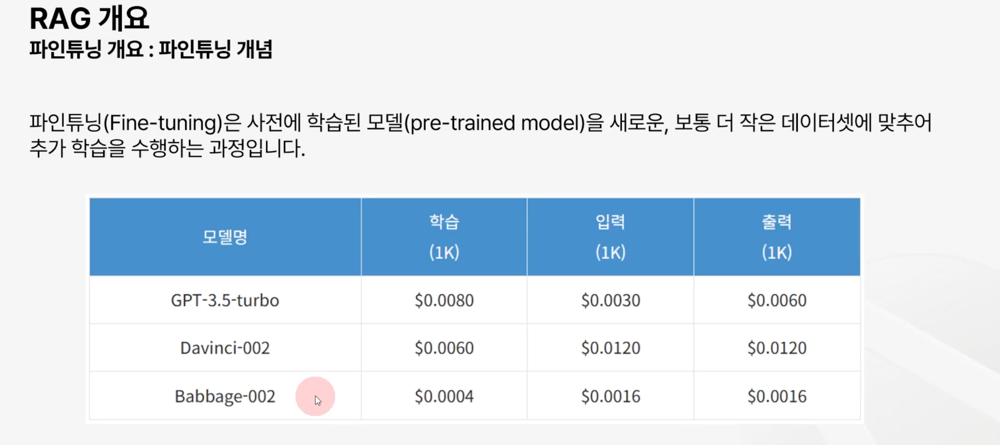 RAG 개요
파인튜닝 개요 : 파인튜닝 개념
파인튜닝(Fine-tuning)은 사전에 학습된 모델(pre-trained model)을 새로운, 보통 더 작은 데이터셋에 맞추어
추가 학습을 수행하는 과정입니다.
모델명 학습 (1K) 입력 (1K) 출력 (1K)
GPT-3.5-turbo $0.0080 $0.0030 $0.0060
Davinci-002 $0.0060 $0.0120 $0.0120
Babbage-002 $0.0004 $0.0016 $0.0016